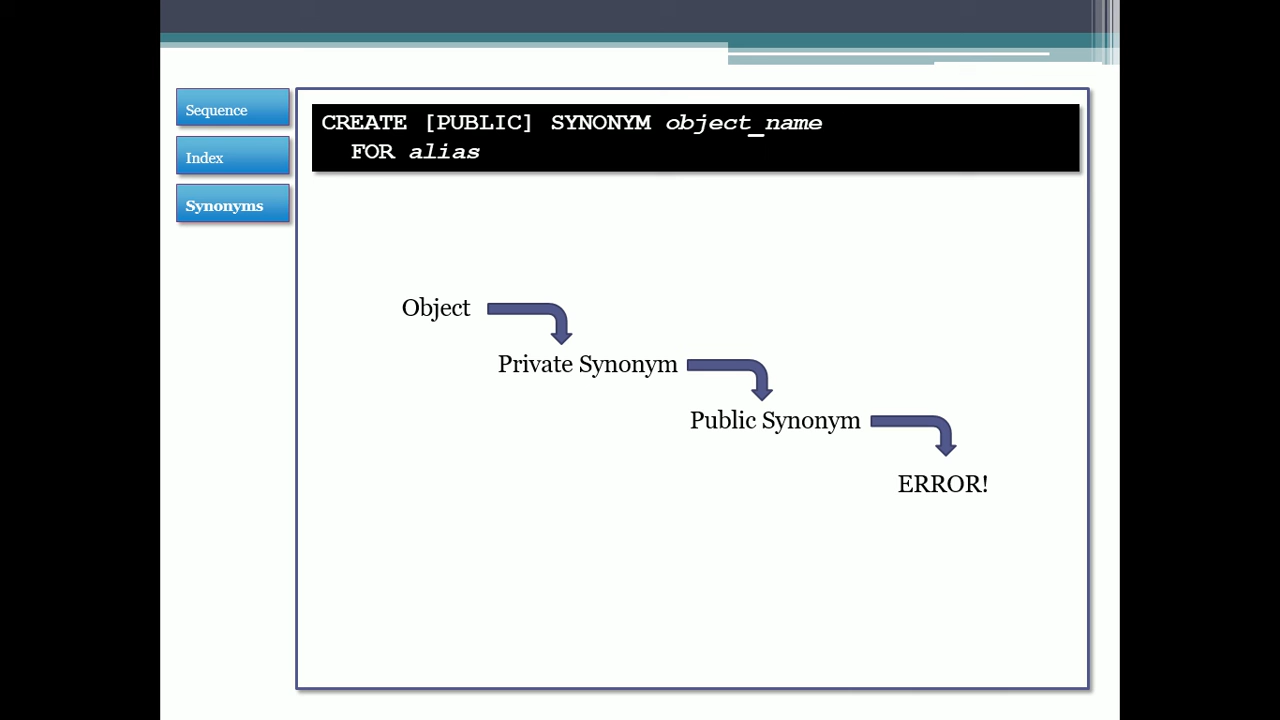 Sequence
Index
Synonyms
CREATE [PUBLIC] SYNONYM object_name
FOR alias
Object
Private Synonym
Public Synonym
ERROR!